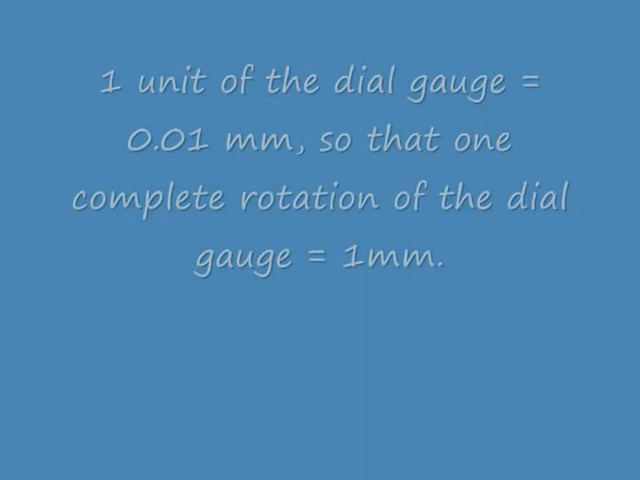 1 unit of the dial gauge =
0.01 mm, so that one
complete rotation of the dial
gauge = 1mm.